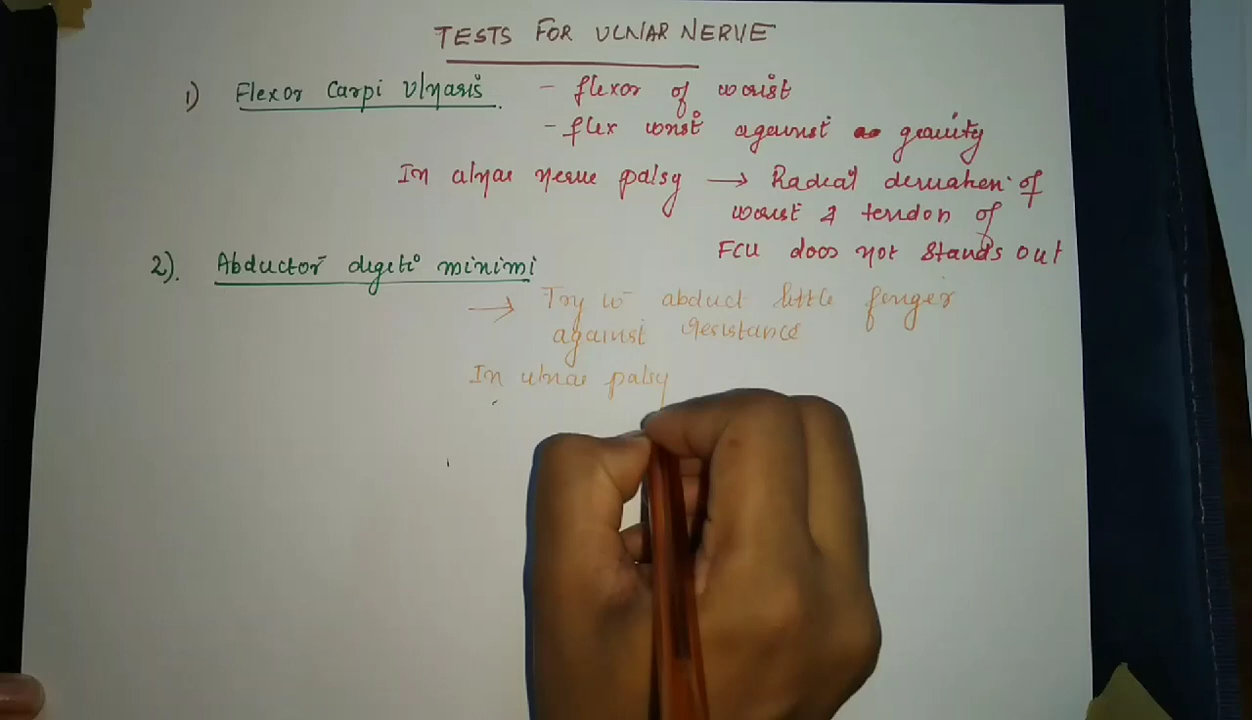 TESTS FOR ULNAR NERVE
1) Flexor Carpi Ulnaris - flexor of wrist
- flex wrist against gravity
In ulnar nerve palsy → Radial deviation of
wrist & tendon of
FCU does not Stands out
2). Abductor digiti minimi
→ Try to abduct little finger
against resistance
In ulnar palsy